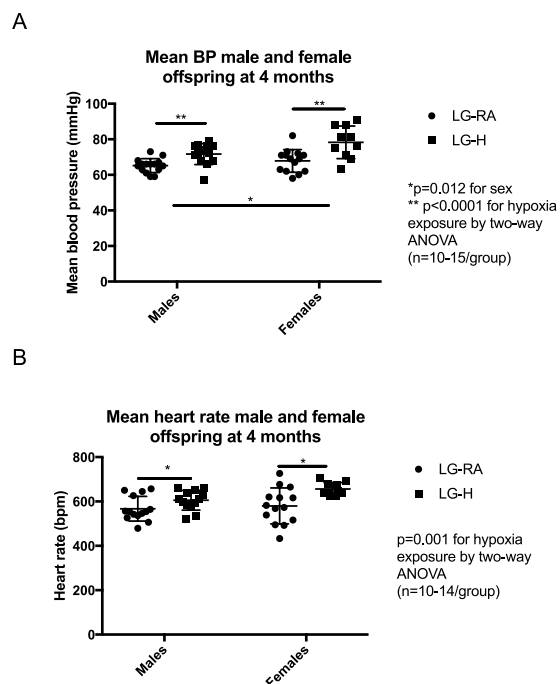 A
Mean BP male and female
offspring at 4 months
Mean blood pressure (mmHg)
100
80
60
40
20
0
**
**
*
Males
Females
LG-RA
LG-H
*p=0.012 for sex
** p<0.0001 for hypoxia
exposure by two-way
ANOVA
(n=10-15/group)
B
Mean heart rate male and female
offspring at 4 months
Heart rate (bpm)
800
600
400
200
0
*
*
Males
Females
LG-RA
LG-H
p=0.001 for hypoxia
exposure by two-way
ANOVA
(n=10-14/group)